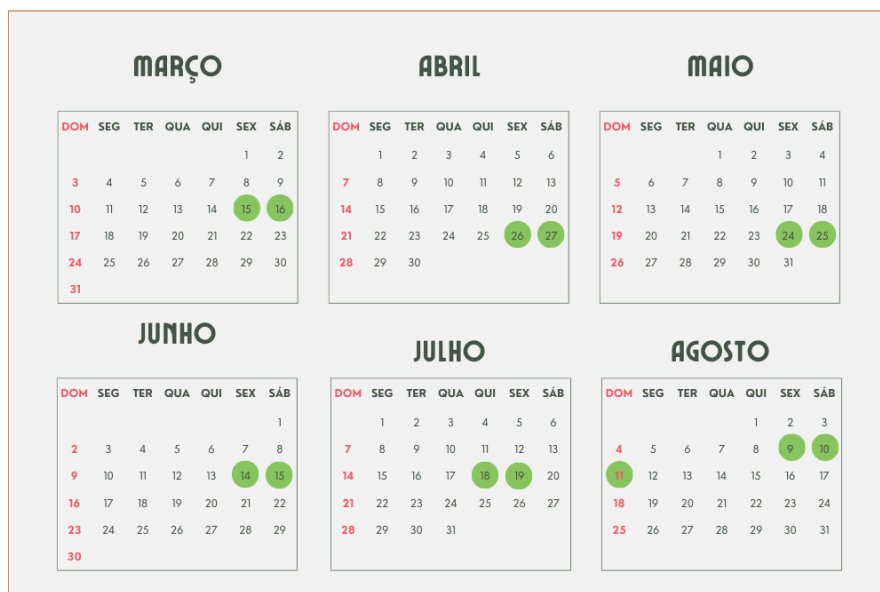 MARÇO
DOM SEG TER QUA QUI SEX SÁB
1 2
3 4 5 6 7 8 9
10 11 12 13 14 15 16
17 18 19 20 21 22 23
24 25 26 27 28 29 30
31
ABRIL
DOM SEG TER QUA QUI SEX SÁB
1 2 3 4 5 6
7 8 9 10 11 12 13
14 15 16 17 18 19 20
21 22 23 24 25 26 27
28 29 30
MAIO
DOM SEG TER QUA QUI SEX SÁB
1 2 3 4
5 6 7 8 9 10 11
12 13 14 15 16 17 18
19 20 21 22 23 24 25
26 27 28 29 30 31
JUNHO
DOM SEG TER QUA QUI SEX SÁB
1
2 3 4 5 6 7 8
9 10 11 12 13 14 15
16 17 18 19 20 21 22
23 24 25 26 27 28 29
30
JULHO
DOM SEG TER QUA QUI SEX SÁB
1 2 3 4 5 6
7 8 9 10 11 12 13
14 15 16 17 18 19 20
21 22 23 24 25 26 27
28 29 30 31
AGOSTO
DOM SEG TER QUA QUI SEX SÁB
1 2 3
4 5 6 7 8 9 10
11 12 13 14 15 16 17
18 19 20 21 22 23 24
25 26 27 28 29 30 31